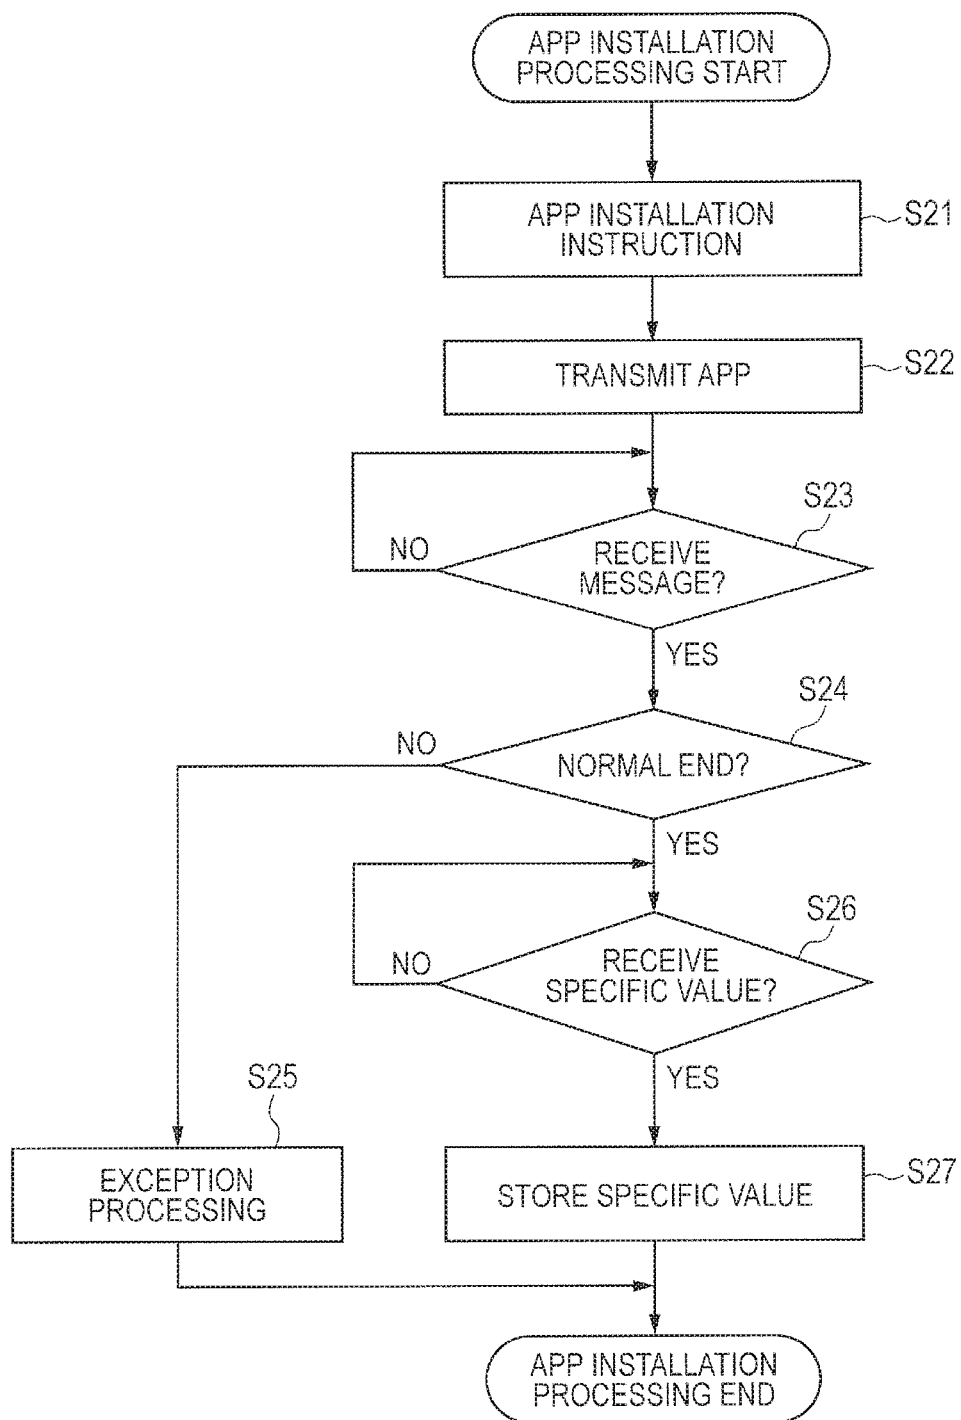 APP INSTALLATION
PROCESSING START
APP INSTALLATION
INSTRUCTION
S21
TRANSMIT APP
S22
S23
RECEIVE
MESSAGE?
NO
YES
S24
NORMAL END?
NO
YES
S26
RECEIVE
SPECIFIC VALUE?
NO
YES
S25
EXCEPTION
PROCESSING
STORE SPECIFIC VALUE
S27
APP INSTALLATION
PROCESSING END